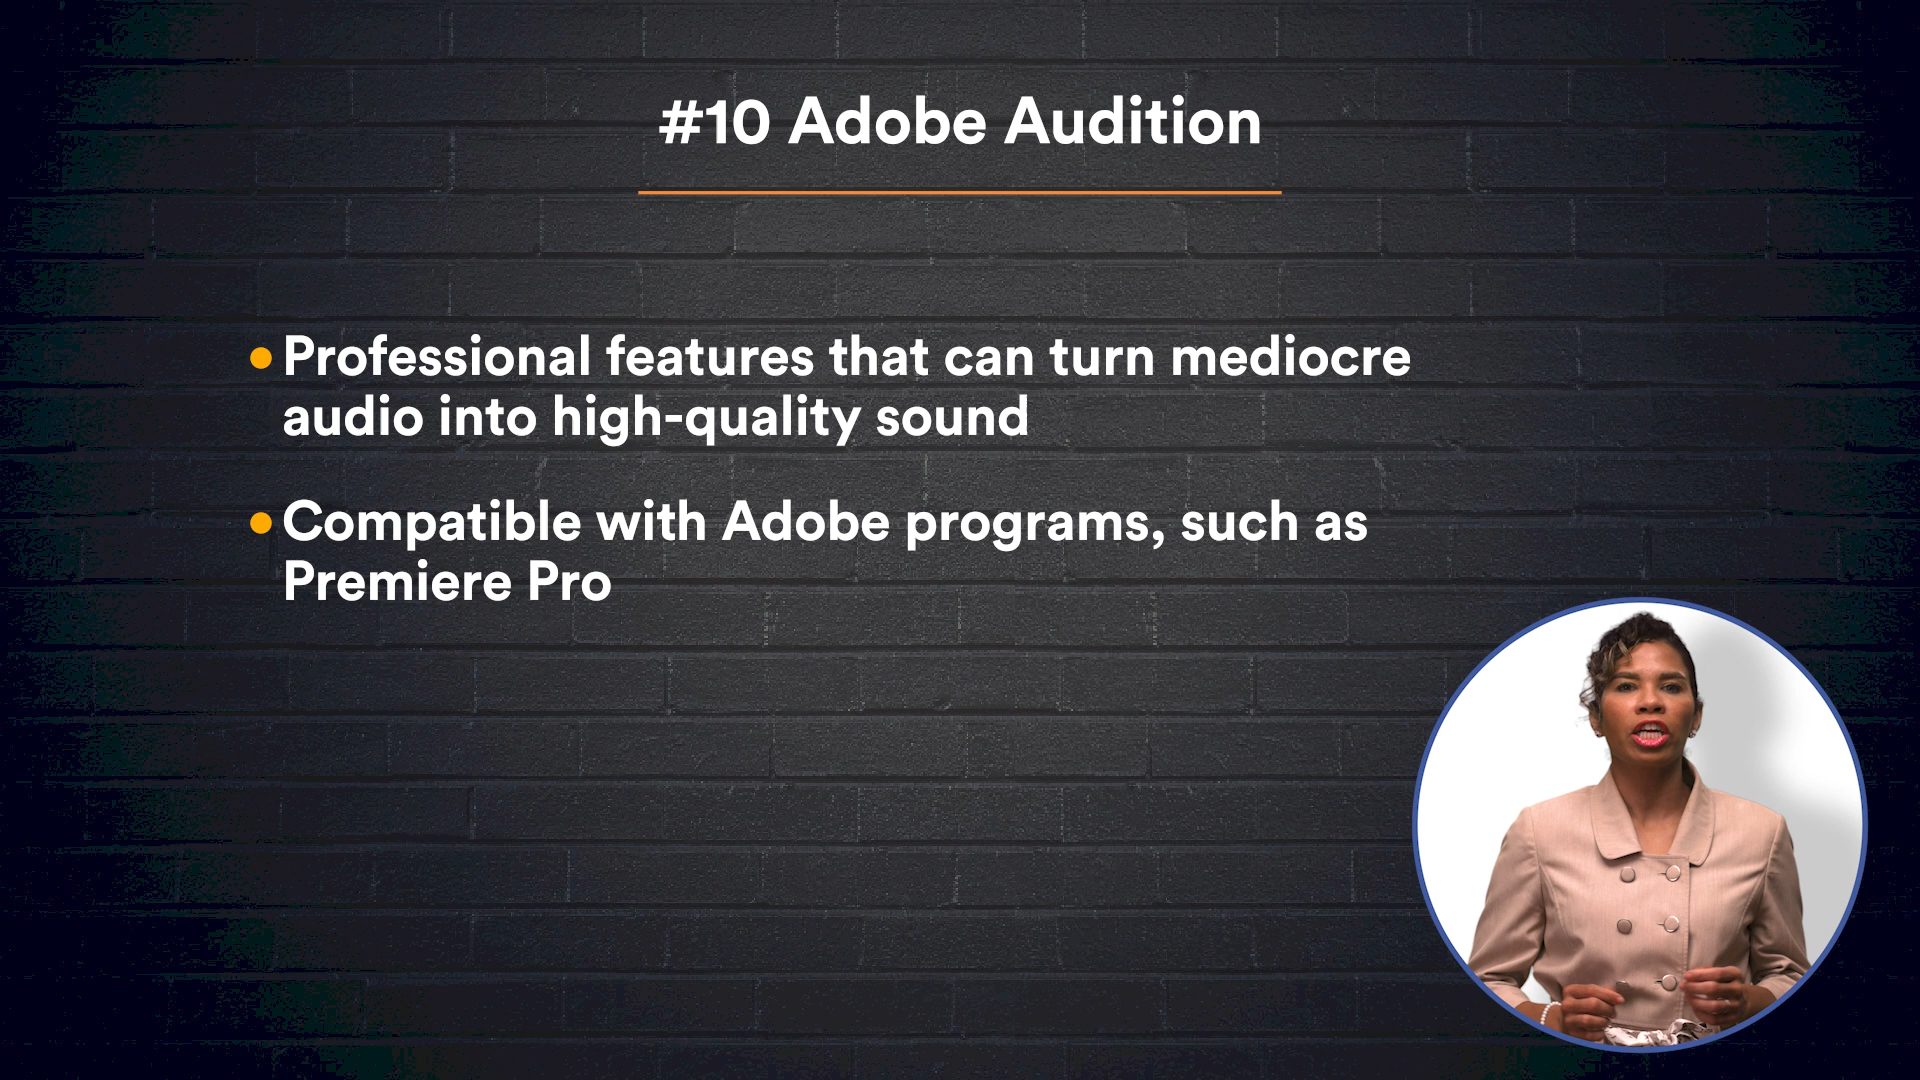 #10 Adobe Audition
Professional features that can turn mediocre
audio into high-quality sound
Compatible with Adobe programs, such as
Premiere Pro